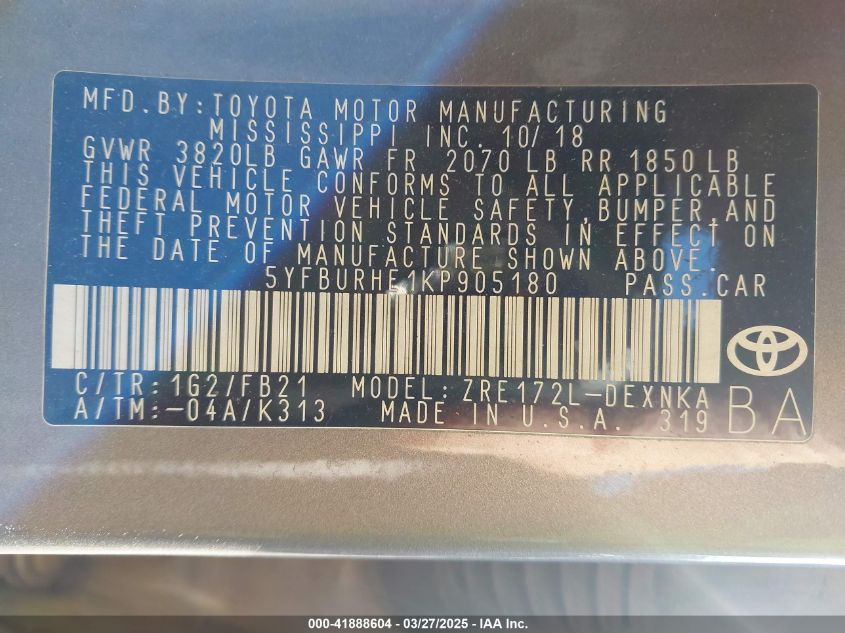 MFD.BY:TOYOTA MOTOR MANUFACTURING
MISSISSIPPI INC. 10/18
GVWR 3820LB GAWR FR 2070 LB RR 1850 LB
THIS VEHICLE CONFORMS TO ALL APPLICABLE
FEDERAL MOTOR VEHICLE SAFETY,BUMPER,AND
THEFT PREVENTION STANDARDS IN EFFECT ON
THE DATE OF MANUFACTURE SHOWN ABOVE.
5YFBURHE1KP905180 PASS.CAR
C/TR:1G2/FB21 MODEL:ZRE172L-DEXNKA
A/TM:-04A/K313 MADE IN U.S.A. 319 BA
000-41888604 — 03/27/2025 — IAA Inc.